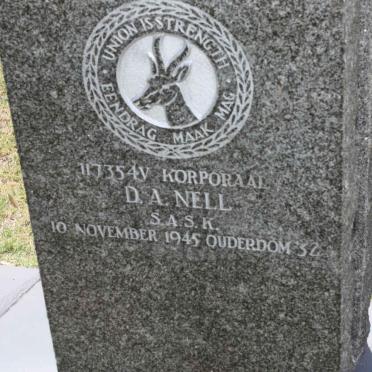 UNION IS STRENGTH
EENDRAG MAAK MAG
117354V KORPORAAL
D. A. NELL
S.A.S.K.
10 NOVEMBER 1945 OUDERDOM 32